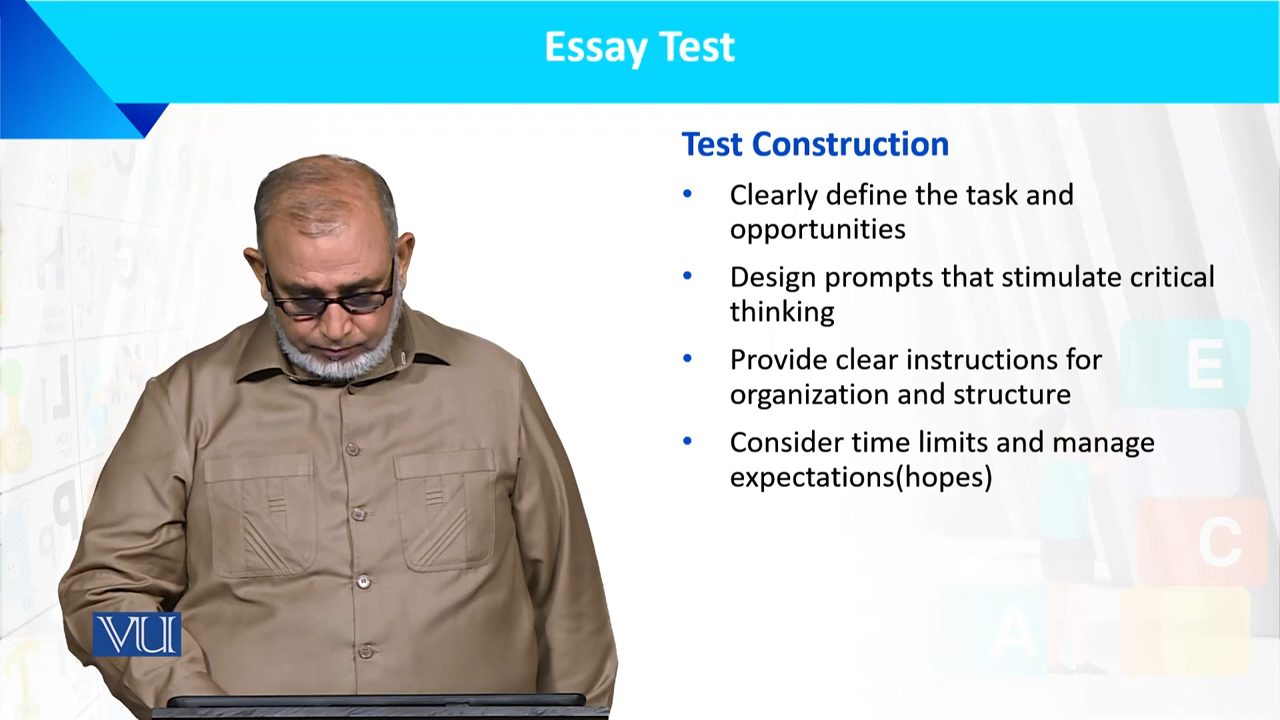 Essay Test
Test Construction
• Clearly define the task and
opportunities
• Design prompts that stimulate critical
thinking
• Provide clear instructions for
organization and structure
• Consider time limits and manage
expectations(hopes)
E
C
A
VU